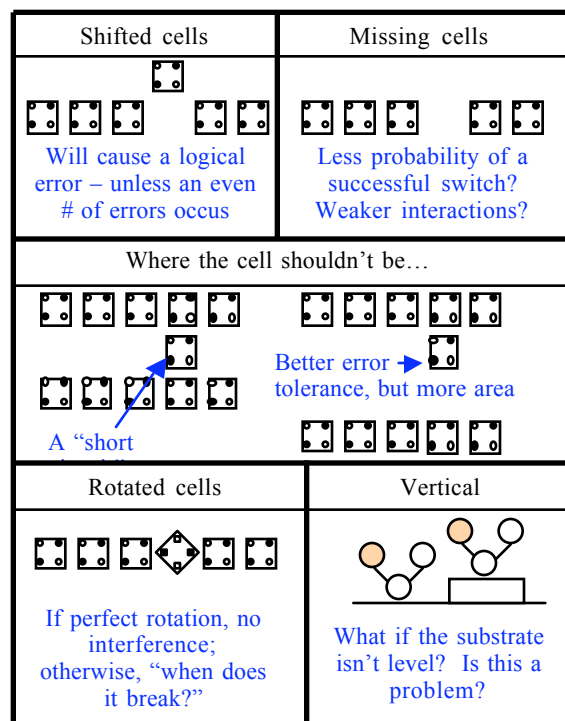 Shifted cells
Will cause a logical
error – unless an even
# of errors occus
Missing cells
Less probability of a
successful switch?
Weaker interactions?
Where the cell shouldn't be…
A “short
Better error
tolerance, but more area
Rotated cells
If perfect rotation, no
interference;
otherwise, “when does
it break?”
Vertical
What if the substrate
isn't level?  Is this a
problem?